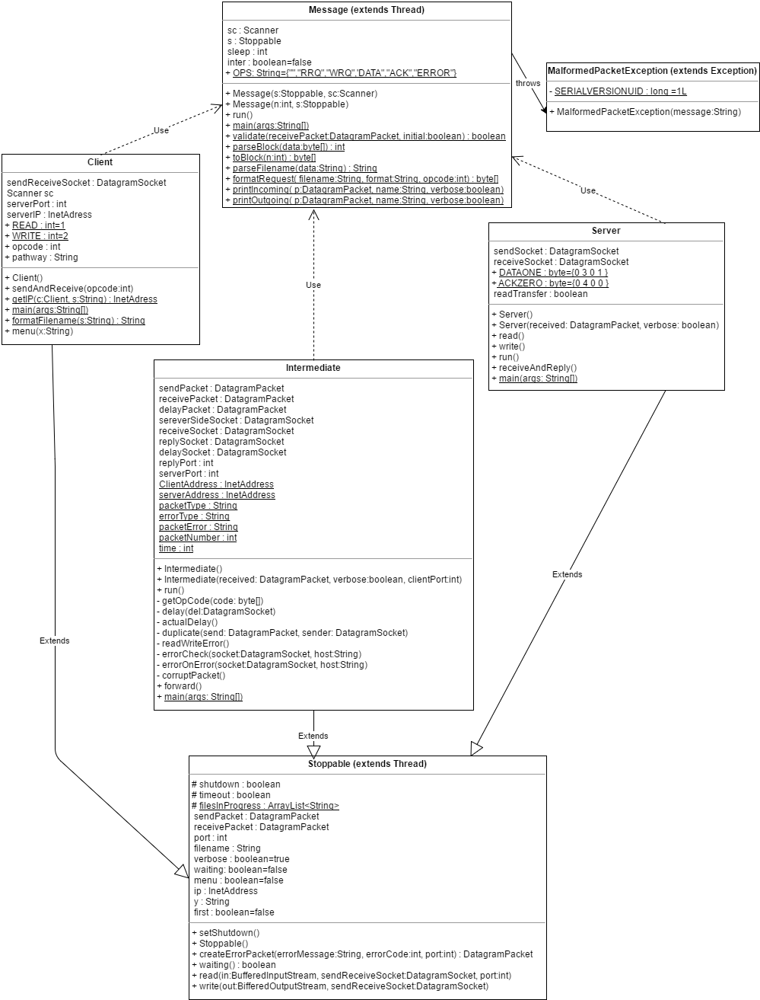 Message (extends Thread)
sc : Scanner
s : Stoppable
sleep : int
inter : boolean=false
+ OPS: String={"","RRQ","WRQ",'DATA","ACK","ERROR"}
+ Message(s:Stoppable, sc:Scanner)
+ Message(n:int, s:Stoppable)
+ run()
+ main(args:String[])
+ validate(receivePacket:DatagramPacket, initial:boolean) : boolean
+ parseBlock(data:byte[]) : int
+ toBlock(n:int) : byte[]
+ parseFilename(data:String) : String
+ formatRequest( filename:String, format:String, opcode:int) : byte[]
+ printIncoming( p:DatagramPacket, name:String, verbose:boolean)
+ printOutgoing( p:DatagramPacket, name:String, verbose:boolean)
throws
MalformedPacketException (extends Exception)
- SERIALVERSIONUID : long =1L
+ MalformedPacketException(message:String)
Use
Client
sendReceiveSocket : DatagramSocket
Scanner sc
serverPort : int
serverIP : InetAdress
+ READ : int=1
+ WRITE : int=2
+ opcode : int
+ pathway : String
+ Client()
+ sendAndReceive(opcode:int)
+ getIP(c:Client, s:String) : InetAdress
+ main(args:String[])
+ formatFilename(s:String) : String
+ menu(x:String)
Use
Use
Server
sendSocket : DatagramSocket
receiveSocket : DatagramSocket
+ DATAONE : byte={0 3 0 1 }
+ ACKZERO : byte={0 4 0 0 }
readTransfer : boolean
+ Server()
+ Server(received: DatagramPacket, verbose: boolean)
+ read()
+ write()
+ run()
+ receiveAndReply()
+ main(args: String[])
Intermediate
sendPacket : DatagramPacket
receivePacket : DatagramPacket
delayPacket : DatagramPacket
sereverSideSocket : DatagramSocket
receiveSocket : DatagramSocket
replySocket : DatagramSocket
delaySocket : DatagramSocket
replyPort : int
serverPort : int
ClientAddress : InetAddress
serverAddress : InetAddress
packetType : String
errorType : String
packetError : String
packetNumber : int
time : int
+ Intermediate()
+ Intermediate(received: DatagramPacket, verbose:boolean, clientPort:int)
+ run()
- getOpCode(code: byte[])
- delay(del:DatagramSocket)
- actualDelay()
- duplicate(send: DatagramPacket, sender: DatagramSocket)
- readWriteError()
- errorCheck(socket:DatagramSocket, host:String)
- errorOnError(socket:DatagramSocket, host:String)
- corruptPacket()
+ forward()
+ main(args: String[])
Extends
Extends
Extends
Stoppable (extends Thread)
# shutdown : boolean
# timeout : boolean
# filesInProgress : ArrayList<String>
sendPacket : DatagramPacket
receivePacket : DatagramPacket
port : int
filename : String
verbose : boolean=true
waiting: boolean=false
menu : boolean=false
ip : InetAddress
y : String
first : boolean=false
+ setShutdown()
+ Stoppable()
+ createErrorPacket(errorMessage:String, errorCode:int, port:int) : DatagramPacket
+ waiting() : boolean
+ read(in:BufferedInputStream, sendReceiveSocket:DatagramSocket, port:int)
+ write(out:BifferedOutputStream, sendReceiveSocket:DatagramSocket)